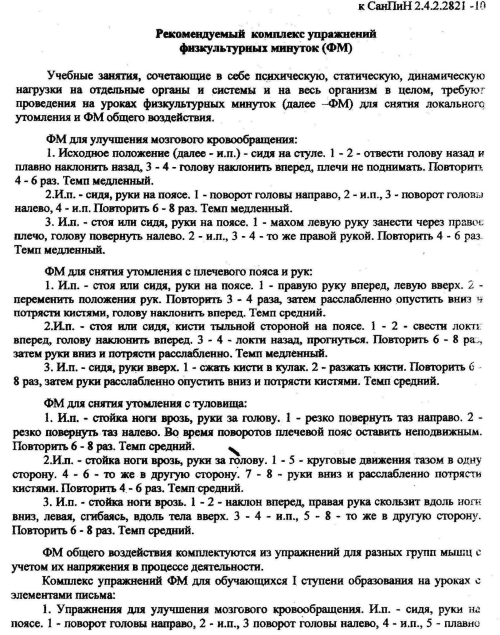 к СанПиН 2.4.2.2821 -10
Рекомендуемый комплекс упражнений
физкультурных минуток (ФМ)
Учебные занятия, сочетающие в себе психическую, статическую, динамическую
нагрузки на отдельные органы и системы и на весь организм в целом, требуют
проведения на уроках физкультурных минуток (далее –ФМ) для снятия локального
утомления и ФМ общего воздействия.
ФМ для улучшения мозгового кровообращения:
1. Исходное положение (далее - и.п.) - сидя на стуле. 1 - 2 - отвести голову назад и
плавно наклонить назад, 3 - 4 - голову наклонить вперед, плечи не поднимать. Повторить
4 - 6 раз. Темп медленный.
2.И.п. - сидя, руки на поясе. 1 - поворот головы направо, 2 - и.п., 3 - поворот головы
налево, 4 - и.п. Повторить 6 - 8 раз. Темп медленный.
3. И.п. - стоя или сидя, руки на поясе. 1 - махом левую руку занести через правое
плечо, голову повернуть налево. 2 - и.п., 3 - 4 - то же правой рукой. Повторить 4 - 6 раз.
Темп медленный.
ФМ для снятия утомления с плечевого пояса и рук:
1. И.п. - стоя или сидя, руки на поясе. 1 - правую руку вперед, левую вверх. 2 -
переменить положения рук. Повторить 3 - 4 раза, затем расслабленно опустить вниз и
потрясти кистями, голову наклонить вперед. Темп средний.
2.И.п. - стоя или сидя, кисти тыльной стороной на поясе. 1 - 2 - свести локти
вперед, голову наклонить вперед. 3 - 4 - локти назад, прогнуться. Повторить 6 - 8 раз,
затем руки вниз и потрясти расслабленно. Темп медленный.
3. И.п. - сидя, руки вверх. 1 - сжать кисти в кулак. 2 - разжать кисти. Повторить 6 -
8 раз, затем руки расслабленно опустить вниз и потрясти кистями. Темп средний.
ФМ для снятия утомления с туловища:
1. И.п. - стойка ноги врозь, руки за голову. 1 - резко повернуть таз направо. 2 -
резко повернуть таз налево. Во время поворотов плечевой пояс оставить неподвижным.
Повторить 6 - 8 раз. Темп средний.
2.И.п. - стойка ноги врозь, руки за голову. 1 - 5 - круговые движения тазом в одну
сторону. 4 - 6 - то же в другую сторону. 7 - 8 - руки вниз и расслабленно потрясти
кистями. Повторить 4 - 6 раз. Темп средний.
3. И.п. - стойка ноги врозь. 1 - 2 - наклон вперед, правая рука скользит вдоль ноги
вниз, левая, сгибаясь, вдоль тела вверх. 3 - 4 - и.п., 5 - 8 - то же в другую сторону.
Повторить 6 - 8 раз. Темп средний.
ФМ общего воздействия комплектуются из упражнений для разных групп мышц с
учетом их напряжения в процессе деятельности.
Комплекс упражнений ФМ для обучающихся I ступени образования на уроках с
элементами письма:
1. Упражнения для улучшения мозгового кровообращения. И.п. - сидя, руки на
поясе. 1 - поворот головы направо, 2 - и.п., 3 поворот головы налево, 4 - и.п., 5 - плавно